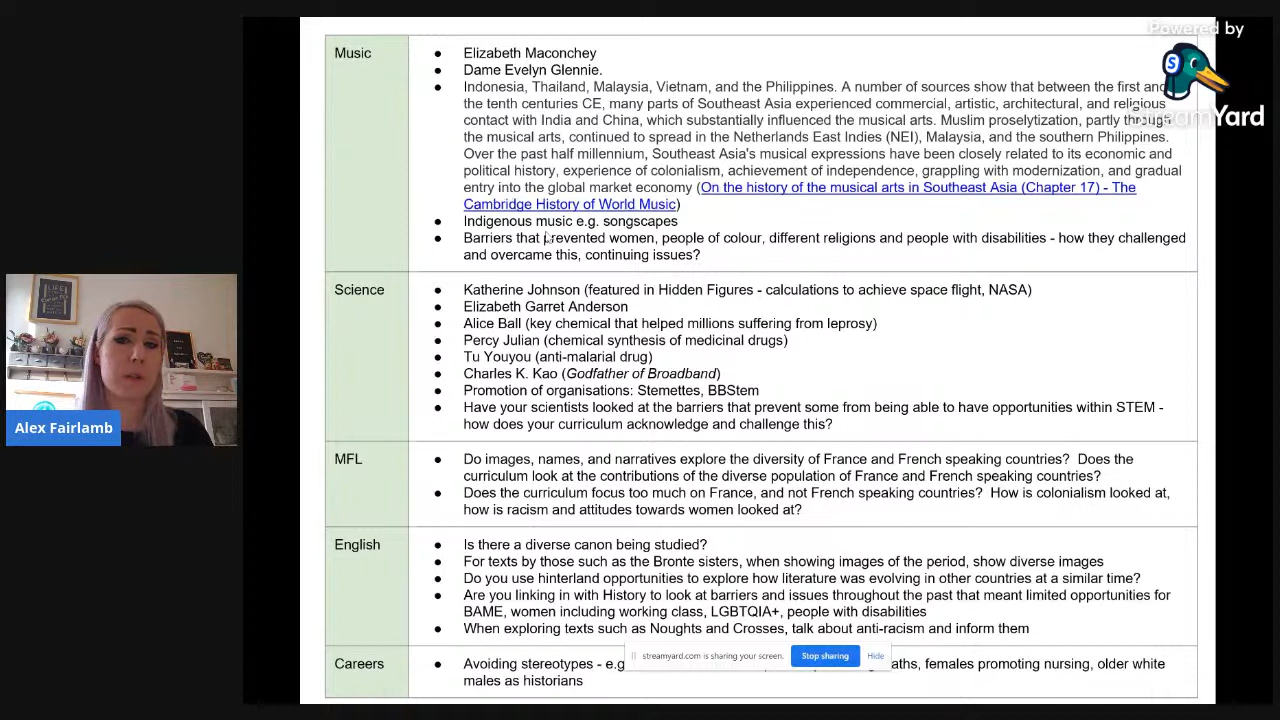 Powered by
StreamYard
Music
● Elizabeth Maconchey
● Dame Evelyn Glennie.
● Indonesia, Thailand, Malaysia, Vietnam, and the Philippines. A number of sources show that between the first and
the tenth centuries CE, many parts of Southeast Asia experienced commercial, artistic, architectural, and religious
contact with India and China, which substantially influenced the musical arts. Muslim proselytization, partly through
the musical arts, continued to spread in the Netherlands East Indies (NEI), Malaysia, and the southern Philippines.
Over the past half millennium, Southeast Asia's musical expressions have been closely related to its economic and
political history, experience of colonialism, achievement of independence, grappling with modernization, and gradual
entry into the global market economy (On the history of the musical arts in Southeast Asia (Chapter 17) - The
Cambridge History of World Music)
● Indigenous music e.g. songscapes
● Barriers that prevented women, people of colour, different religions and people with disabilities - how they challenged
and overcame this, continuing issues?
Science
● Katherine Johnson (featured in Hidden Figures - calculations to achieve space flight, NASA)
● Elizabeth Garret Anderson
● Alice Ball (key chemical that helped millions suffering from leprosy)
● Percy Julian (chemical synthesis of medicinal drugs)
● Tu Youyou (anti-malarial drug)
● Charles K. Kao (Godfather of Broadband)
● Promotion of organisations: Stemettes, BBStem
● Have your scientists looked at the barriers that prevent some from being able to have opportunities within STEM -
how does your curriculum acknowledge and challenge this?
MFL
● Do images, names, and narratives explore the diversity of France and French speaking countries? Does the
curriculum look at the contributions of the diverse population of France and French speaking countries?
● Does the curriculum focus too much on France, and not French speaking countries? How is colonialism looked at,
how is racism and attitudes towards women looked at?
English
● Is there a diverse canon being studied?
● For texts by those such as the Bronte sisters, when showing images of the period, show diverse images
● Do you use hinterland opportunities to explore how literature was evolving in other countries at a similar time?
● Are you linking in with History to look at barriers and issues throughout the past that meant limited opportunities for
BAME, women including working class, LGBTQIA+, people with disabilities
● When exploring texts such as Noughts and Crosses, talk about anti-racism and inform them
Careers
● Avoiding stereotypes - e.g. females promoting nursing, older white
males as historians
streamyard.com is sharing your screen.
Stop sharing
Hide
Alex Fairlamb